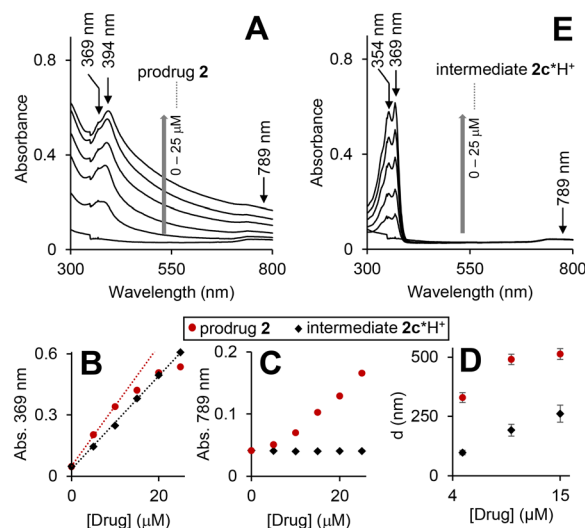 A
369 nm
394 nm
prodrug 2
0 – 25 μM
789 nm
Absorbance
0.8
0.4
0
300
550
800
Wavelength (nm)
E
354 nm
369 nm
intermediate 2c*H⁺
0 – 25 μM
789 nm
Absorbance
0.8
0.4
0
300
550
800
Wavelength (nm)
prodrug 2
intermediate 2c*H⁺
B
Abs. 369 nm
0.6
0.3
0
0
10
20
[Drug] (μM)
C
Abs. 789 nm
0.2
0.1
0
0
10
20
[Drug] (μM)
D
d (nm)
500
250
0
4
15
[Drug] (μM)